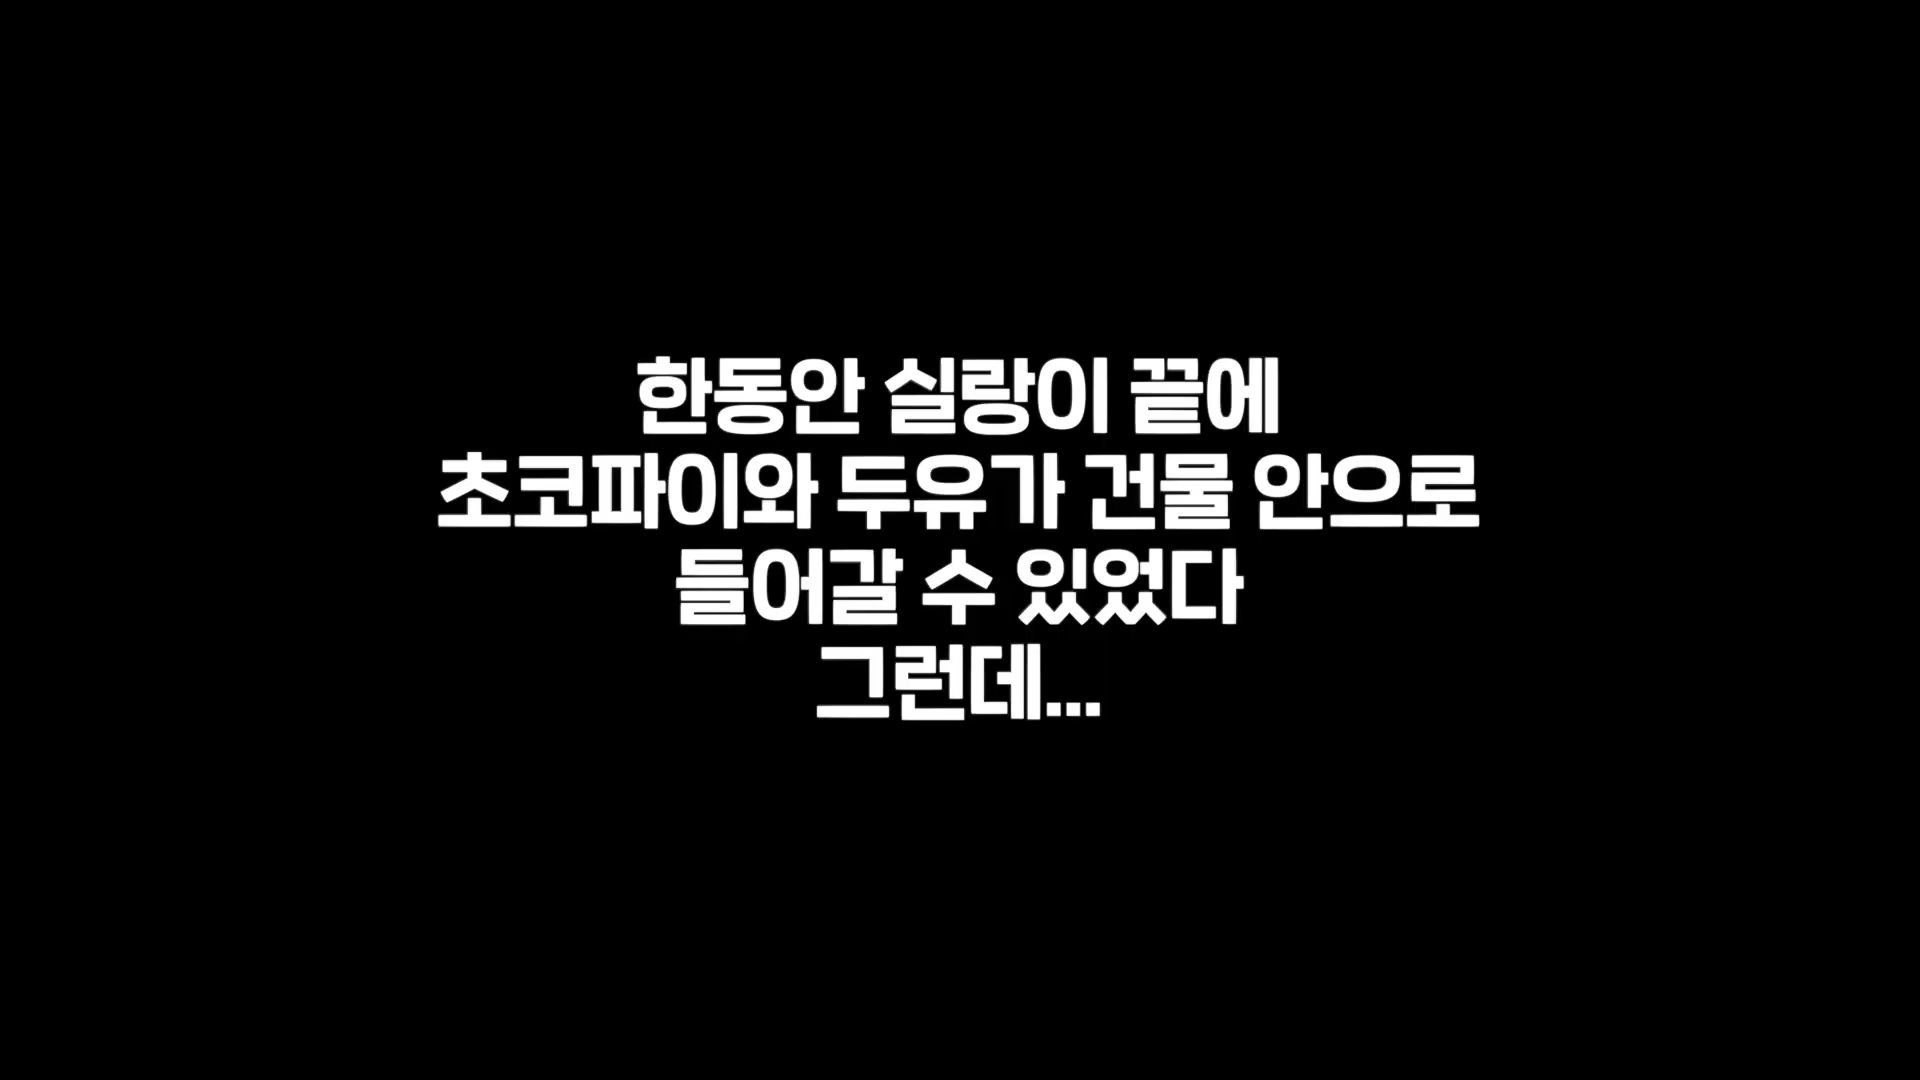 한동안 실랑이 끝에
초코파이와 두유가 건물 안으로
들어갈 수 있었다
그런데...